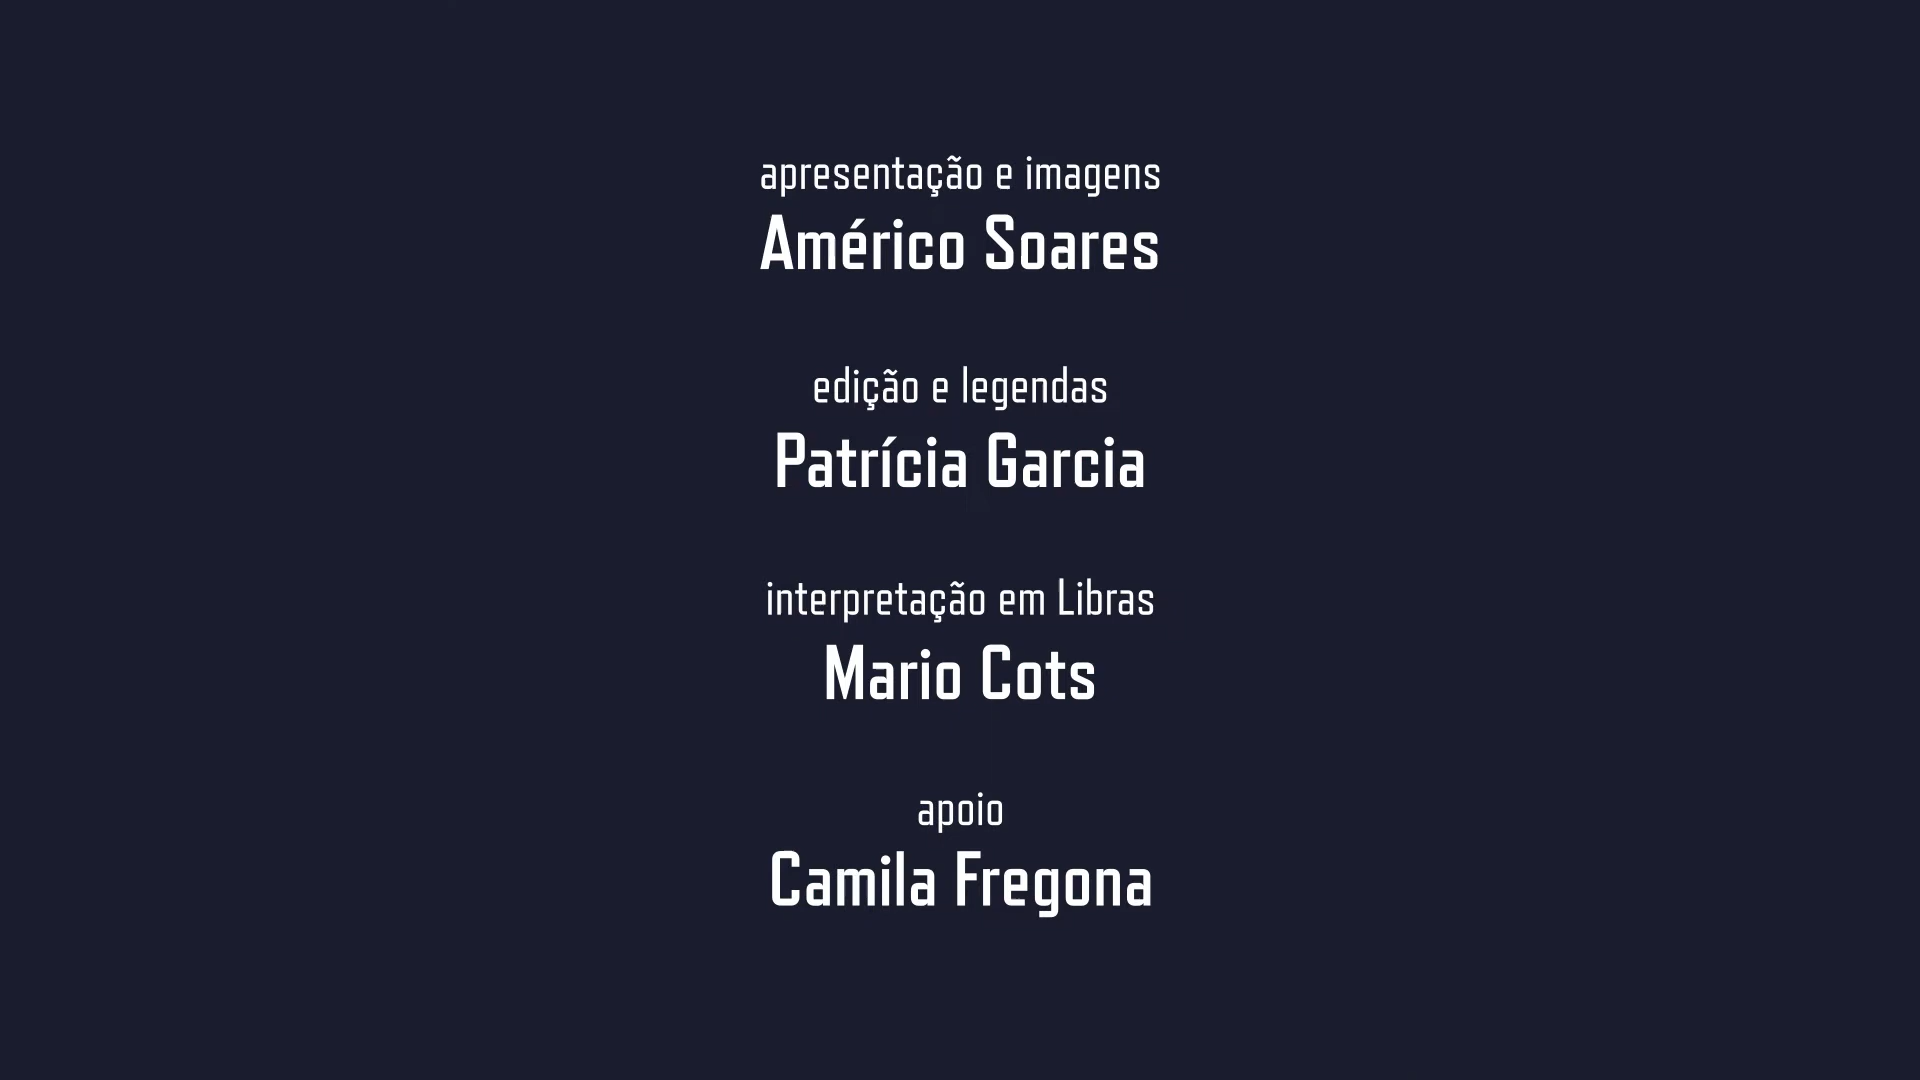 apresentação e imagens
Américo Soares
edição e legendas
Patrícia Garcia
interpretação em Libras
Mario Cots
apoio
Camila Fregona